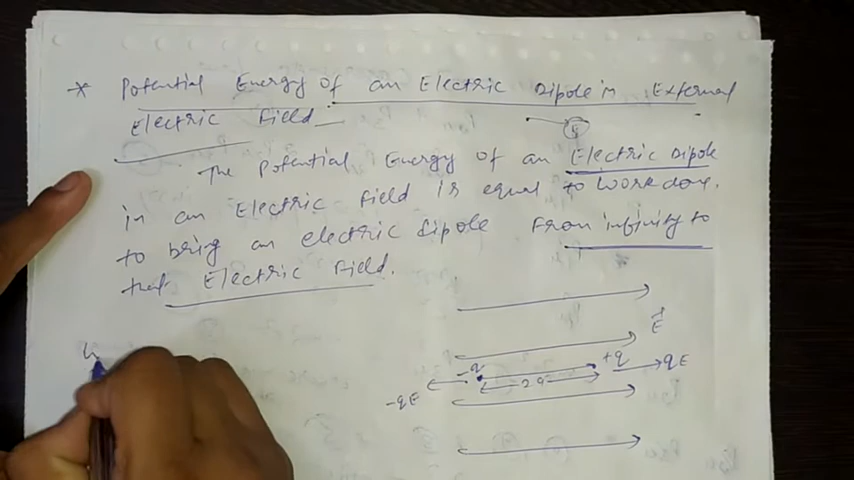 * Potential Energy of an Electric Dipole in External
Electric Field
The Potential Energy of an Electric Dipole
in an Electric field is equal to work done.
to bring an electric dipole From infinity to
that Electric Field.
E
-q +q qE
-qE 2a